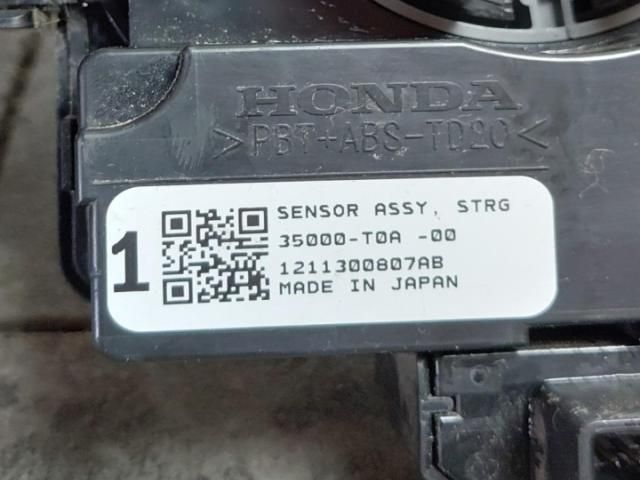 HONDA
>PBT+ABS-TD20<
1
SENSOR ASSY, STRG
35000-T0A -00
1211300807AB
MADE IN JAPAN